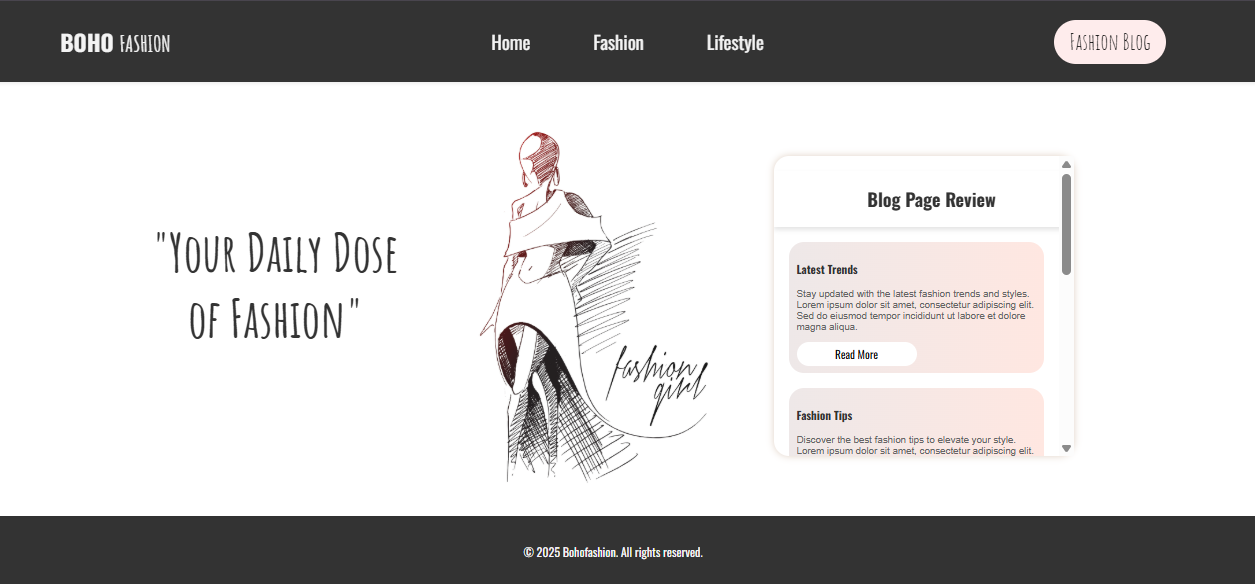 BOHO FASHION
Home
Fashion
Lifestyle
Fashion Blog
"Your Daily Dose
of Fashion"
fashion
girl
Blog Page Review
Latest Trends
Stay updated with the latest fashion trends and styles.
Lorem ipsum dolor sit amet, consectetur adipiscing elit.
Sed do eiusmod tempor incididunt ut labore et dolore
magna aliqua.
Read More
Fashion Tips
Discover the best fashion tips to elevate your style.
Lorem ipsum dolor sit amet, consectetur adipiscing elit.
© 2025 Bohofashion. All rights reserved.